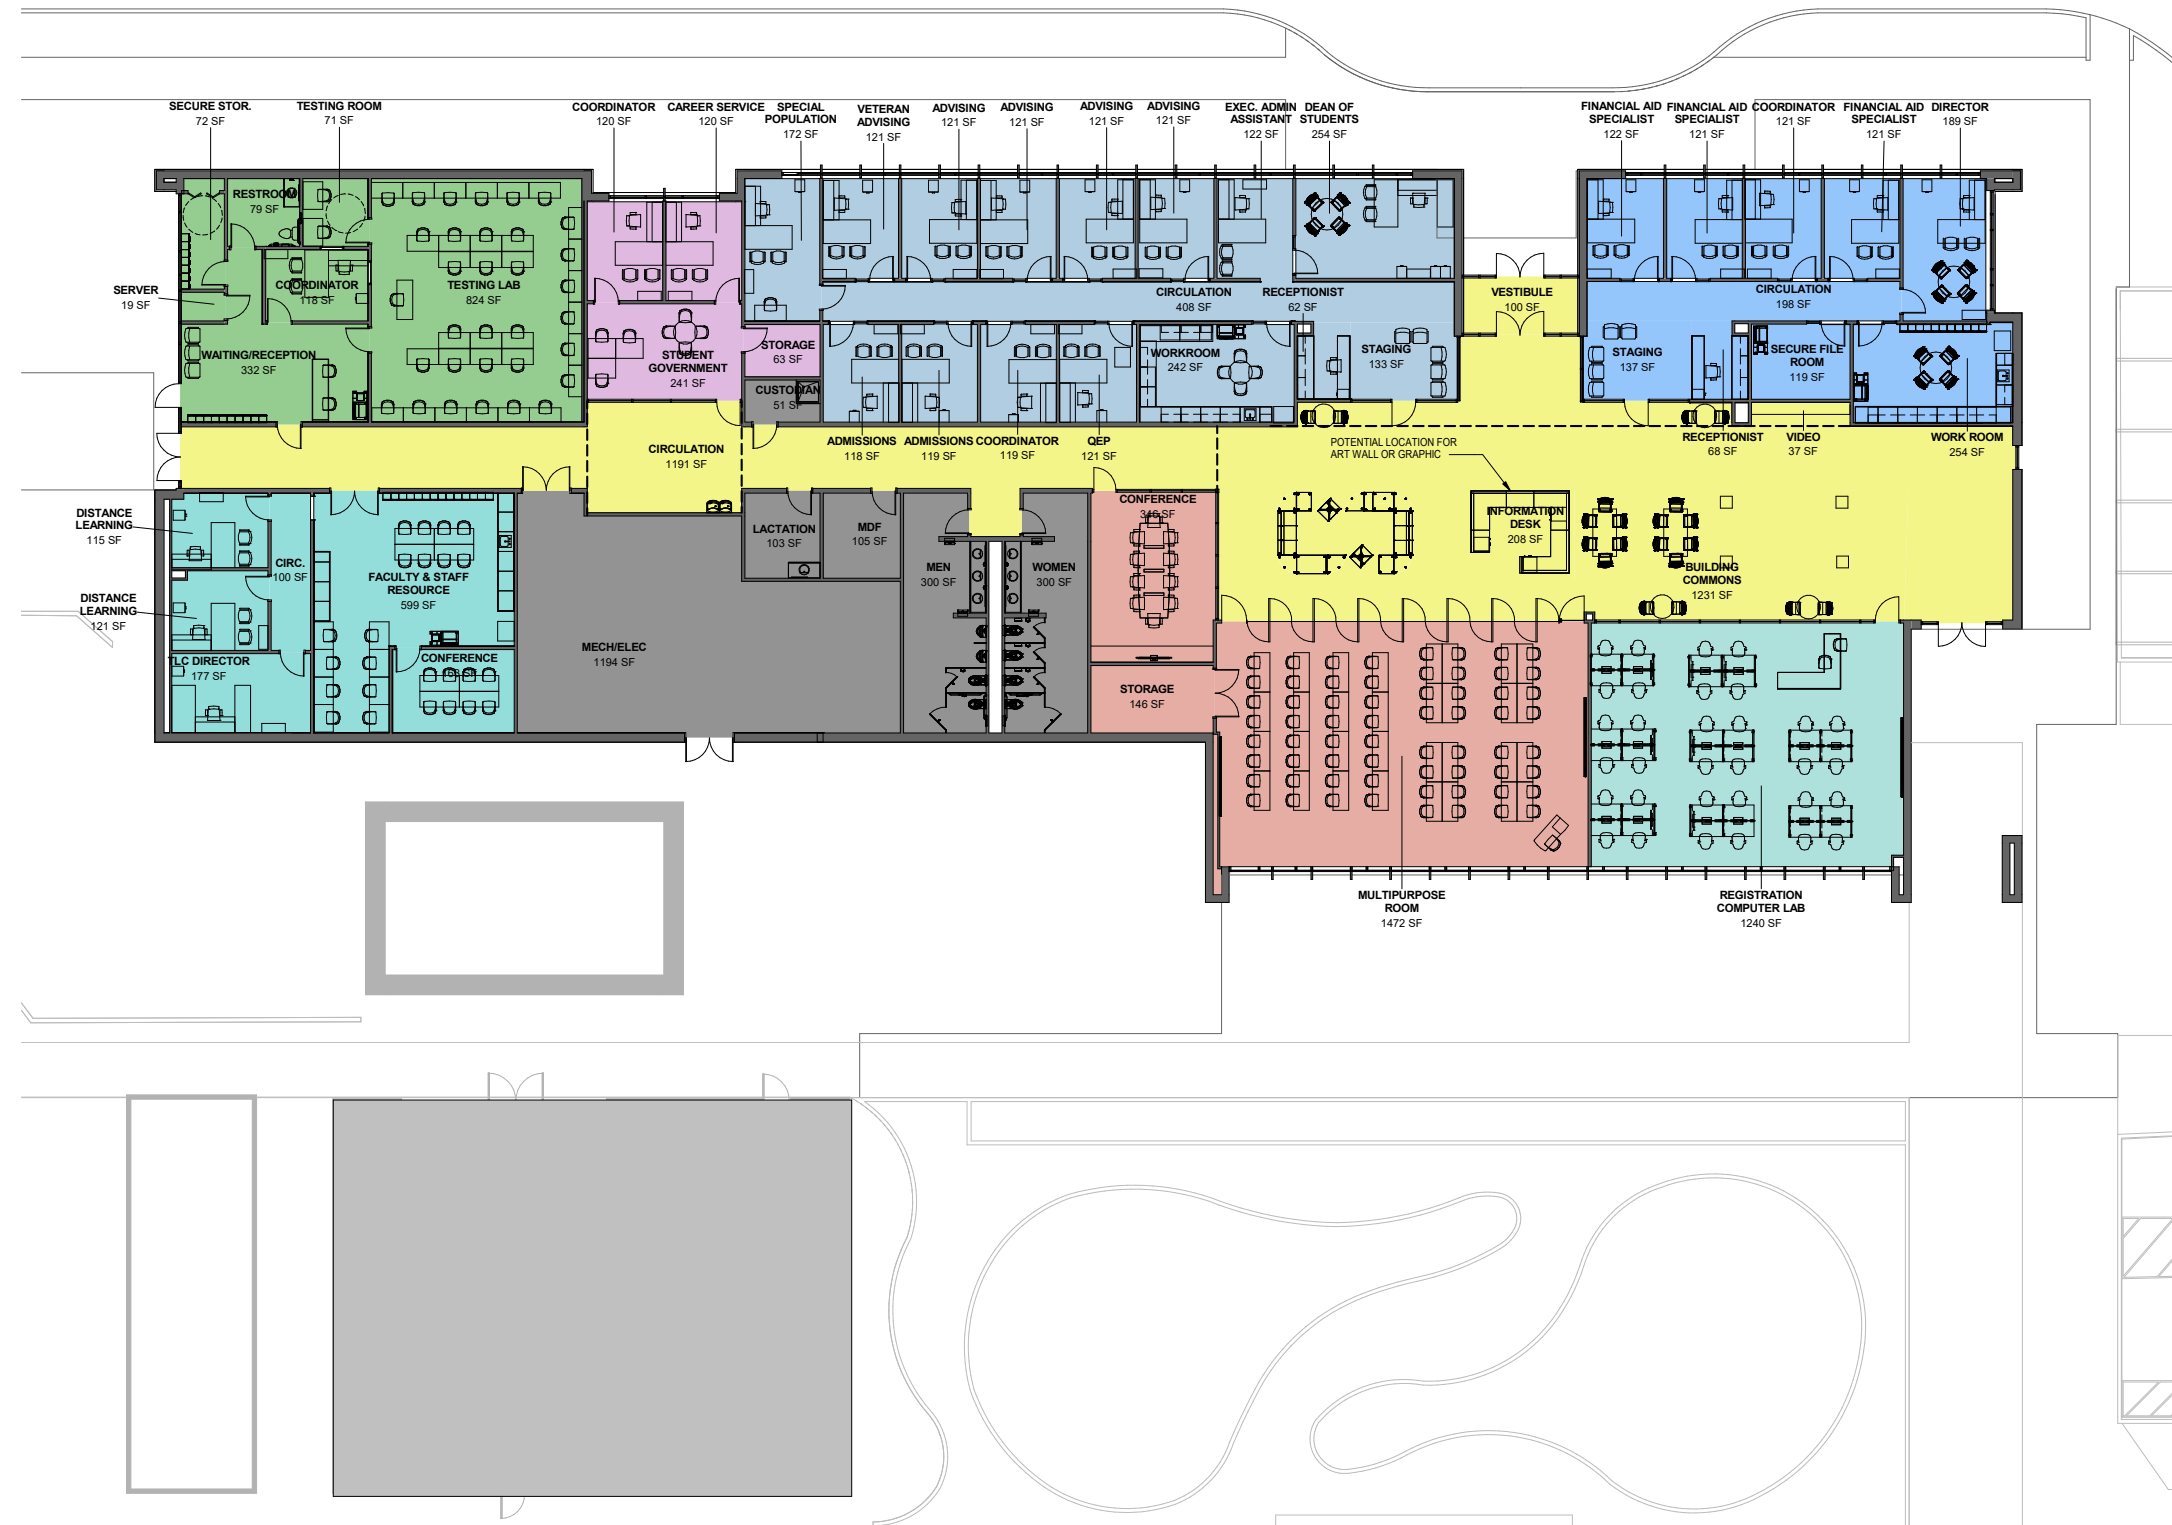 SECURE STOR.
72 SF
TESTING ROOM
71 SF
COORDINATOR
120 SF
CAREER SERVICE
120 SF
SPECIAL
POPULATION
172 SF
VETERAN
ADVISING
121 SF
ADVISING
121 SF
ADVISING
121 SF
ADVISING
121 SF
ADVISING
121 SF
EXEC. ADMIN
ASSISTANT
122 SF
DEAN OF
STUDENTS
254 SF
FINANCIAL AID
SPECIALIST
122 SF
FINANCIAL AID
SPECIALIST
121 SF
COORDINATOR
121 SF
FINANCIAL AID
SPECIALIST
121 SF
DIRECTOR
189 SF
RESTROOM
79 SF
SERVER
19 SF
COORDINATOR
118 SF
TESTING LAB
824 SF
CIRCULATION
408 SF
RECEPTIONIST
62 SF
VESTIBULE
100 SF
CIRCULATION
198 SF
WAITING/RECEPTION
332 SF
STUDENT
GOVERNMENT
241 SF
STORAGE
63 SF
CUSTODIAN
51 SF
WORKROOM
242 SF
STAGING
133 SF
STAGING
137 SF
SECURE FILE
ROOM
119 SF
CIRCULATION
1191 SF
ADMISSIONS
118 SF
ADMISSIONS
119 SF
COORDINATOR
119 SF
QEP
121 SF
POTENTIAL LOCATION FOR
ART WALL OR GRAPHIC
RECEPTIONIST
68 SF
VIDEO
37 SF
WORK ROOM
254 SF
DISTANCE
LEARNING
115 SF
CIRC.
100 SF
FACULTY & STAFF
RESOURCE
599 SF
LACTATION
103 SF
MDF
105 SF
MEN
300 SF
WOMEN
300 SF
CONFERENCE
346 SF
INFORMATION
DESK
208 SF
BUILDING
COMMONS
1231 SF
DISTANCE
LEARNING
121 SF
TLC DIRECTOR
177 SF
CONFERENCE
MECH/ELEC
1194 SF
STORAGE
146 SF
MULTIPURPOSE
ROOM
1472 SF
REGISTRATION
COMPUTER LAB
1240 SF